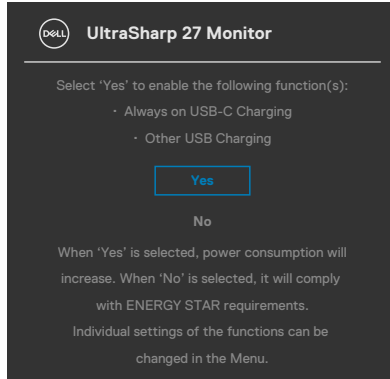 DELL UltraSharp 27 Monitor
Select ‘Yes’ to enable the following function(s):
· Always on USB-C Charging
· Other USB Charging
Yes
No
When ‘Yes’ is selected, power consumption will
increase. When ‘No’ is selected, it will comply
with ENERGY STAR requirements.
Individual settings of the functions can be
changed in the Menu.